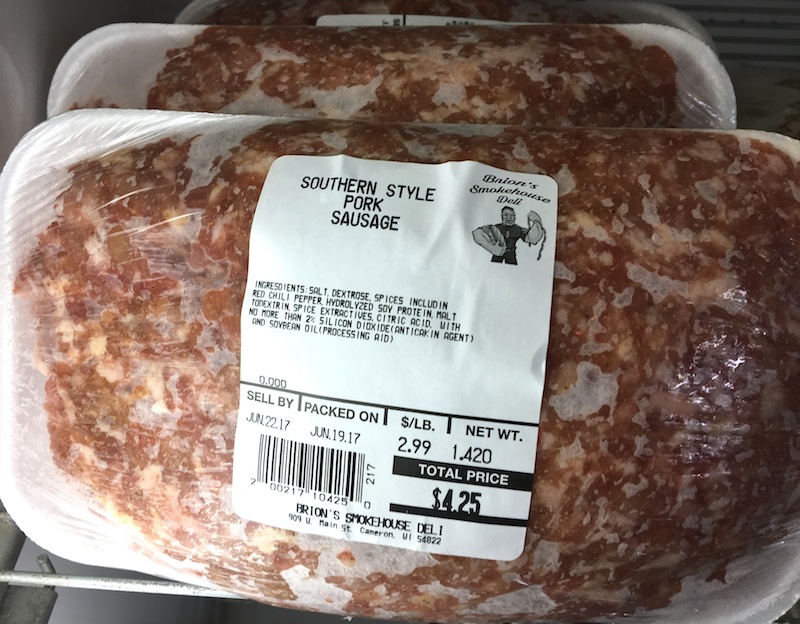 SOUTHERN STYLE
PORK
SAUSAGE
Brion's
Smokehouse
Deli
INGRESDIENTS: SALT, DEXTROSE, SPICES INCLUDIN
RED CHILI PEPPER, HYDROLYZED SOY PROTEIN, MALT
TODEXTRIN, SPICE EXTRACTIVES, CITRIC ACID, WITH
NO MORE THAN 2% SILICON DIOXIDE(ANTICAKIN AGENT)
AND SOYBEAN OIL(PROCESSING AID)
0.000
SELL BY PACKED ON $/LB. NET WT.
JUN.22.17 JUN.19.17 2.99 1.420
TOTAL PRICE
$4.25
217
2 00217 10425 0
BRION'S SMOKEHOUSE DELI
909 W. Main St. Cameron, WI 54822